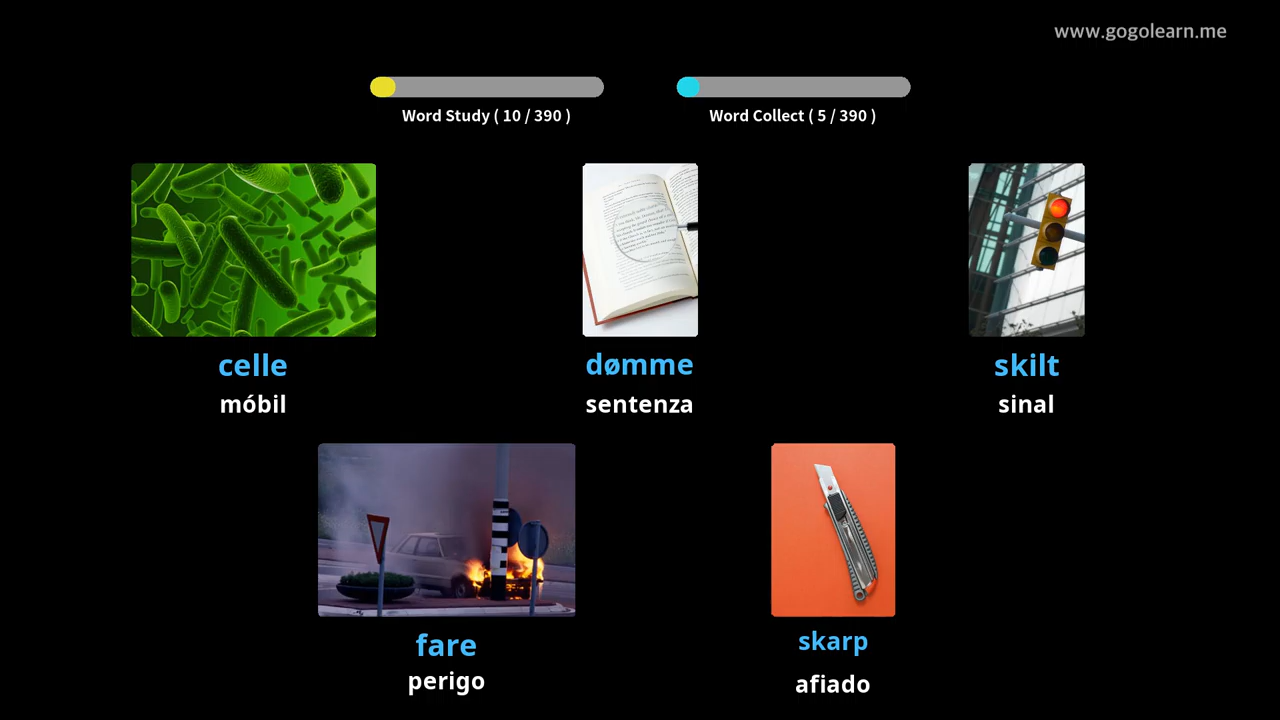 www.gogolearn.me
Word Study ( 10 / 390 )
Word Collect ( 5 / 390 )
celle
móbil
dømme
sentenza
skilt
sinal
fare
perigo
skarp
afiado